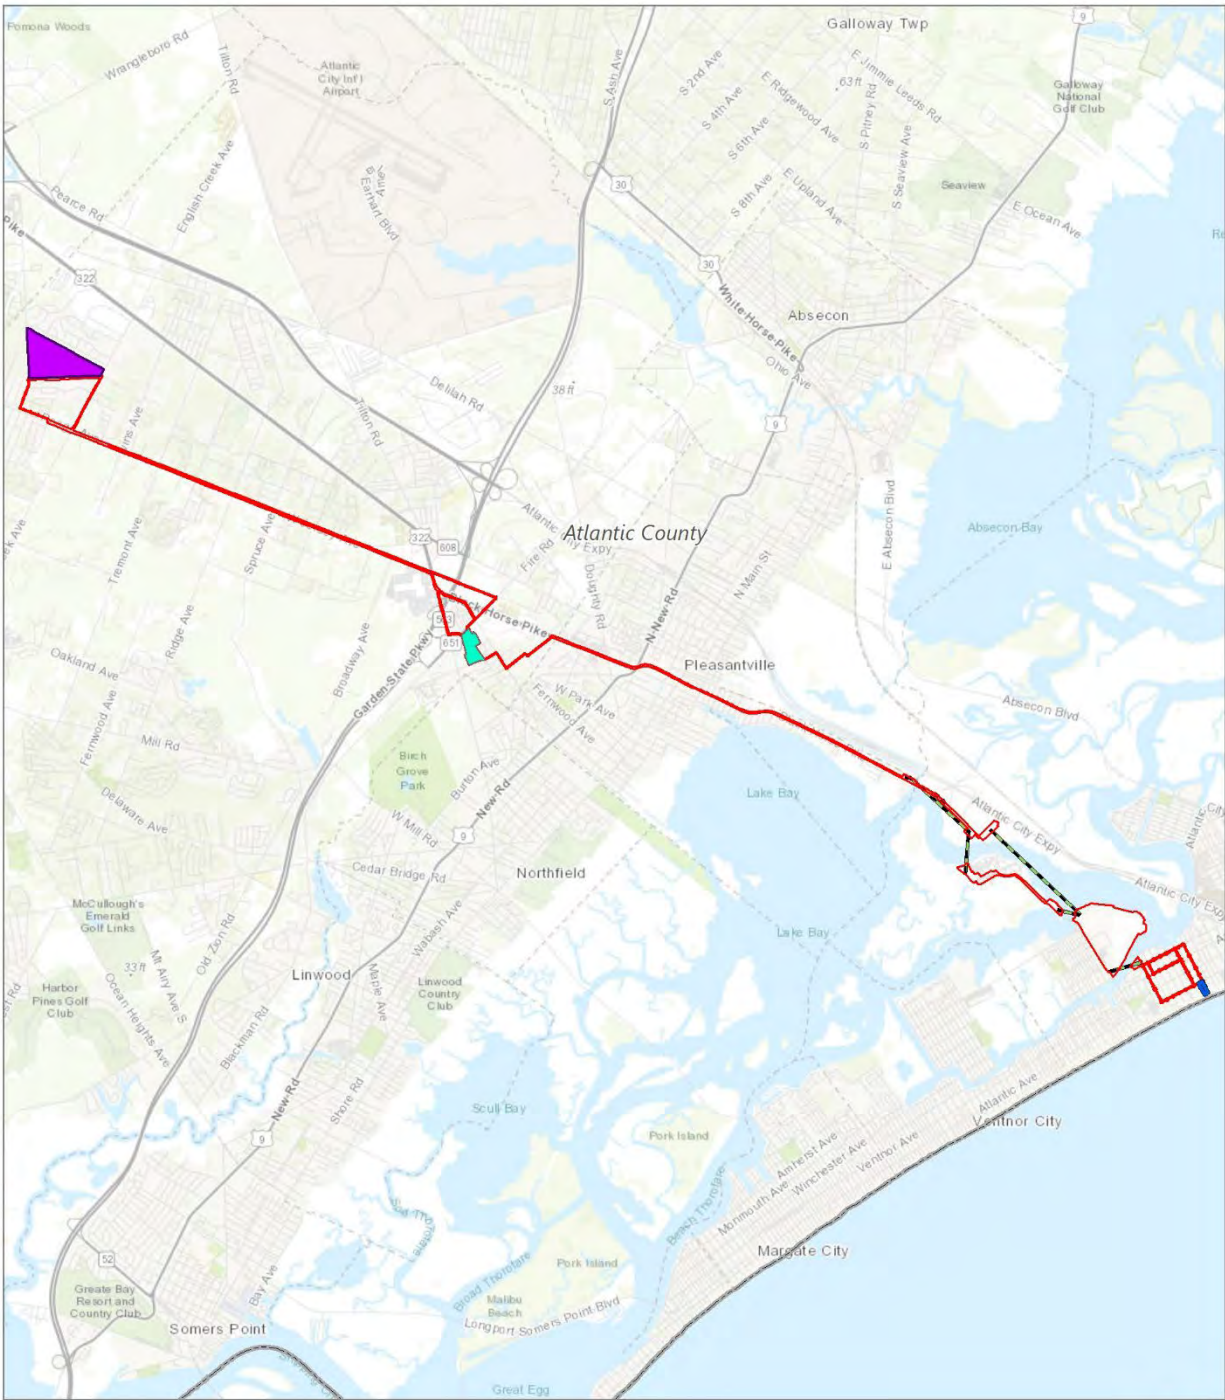 Pomona Woods
Wrangleboro Rd
Tilton Rd
Atlantic
City Int'l
Airport
S Ash Ave
Galloway Twp
9
S 2nd Ave
S 4th Ave
S 6th Ave
S 8th Ave
E Ridgewood Ave
E Jimmie Leeds Rd
63 ft
S Pitney Rd
S Seaview Ave
E Upland Ave
Galloway
National
Golf Club
Seaview
E Ocean Ave
English Creek Ave
Pearce Rd
Pike
322
Amelia
Earhart Blvd
30
30
White Horse Pike
Absecon
Ohio Ave
38 ft
Delilah Rd
Tilton Rd
9
E Absecon Blvd
Absecon Bay
Atlantic County
322
608
Fire Rd
Doughty Rd
N Main St
N New Rd
Black Horse Pike
Tremont Ave
Spruce Ave
Ridge Ave
Broadway Ave
651
Garden State Pkwy
Oakland Ave
Fernwood Ave
Mill Rd
Delaware Ave
Pleasantville
W Park Ave
Fernwood Ave
Absecon Blvd
Birch
Grove
Park
Burton Ave
New Rd
9
W Mill Rd
Lake Bay
Atlantic City Expy
Cedar Bridge Rd
Northfield
Wabash Ave
Atlantic City Exp
McCullough's
Emerald
Golf Links
33 ft
Mt Airy Ave S
Old Zion Rd
Lake Bay
Harbor
Pines Golf
Club
Ocean Heights Ave
Blackman Rd
Linwood
Maple Ave
Linwood
Country
Club
New Rd
9
Shore Rd
Scull Bay
Pork Island
Atlantic Ave
Ventnor City
Amherst Ave
Winchester Ave
Ventnor Ave
Monmouth Ave
Beach Thorofare
Margate City
52
Bay Ave
Greate Bay
Resort and
Country Club
Somers Point
Broad Thorofare
Pork Island
Malibu
Beach
Longport Somers Point Blvd
Great Egg